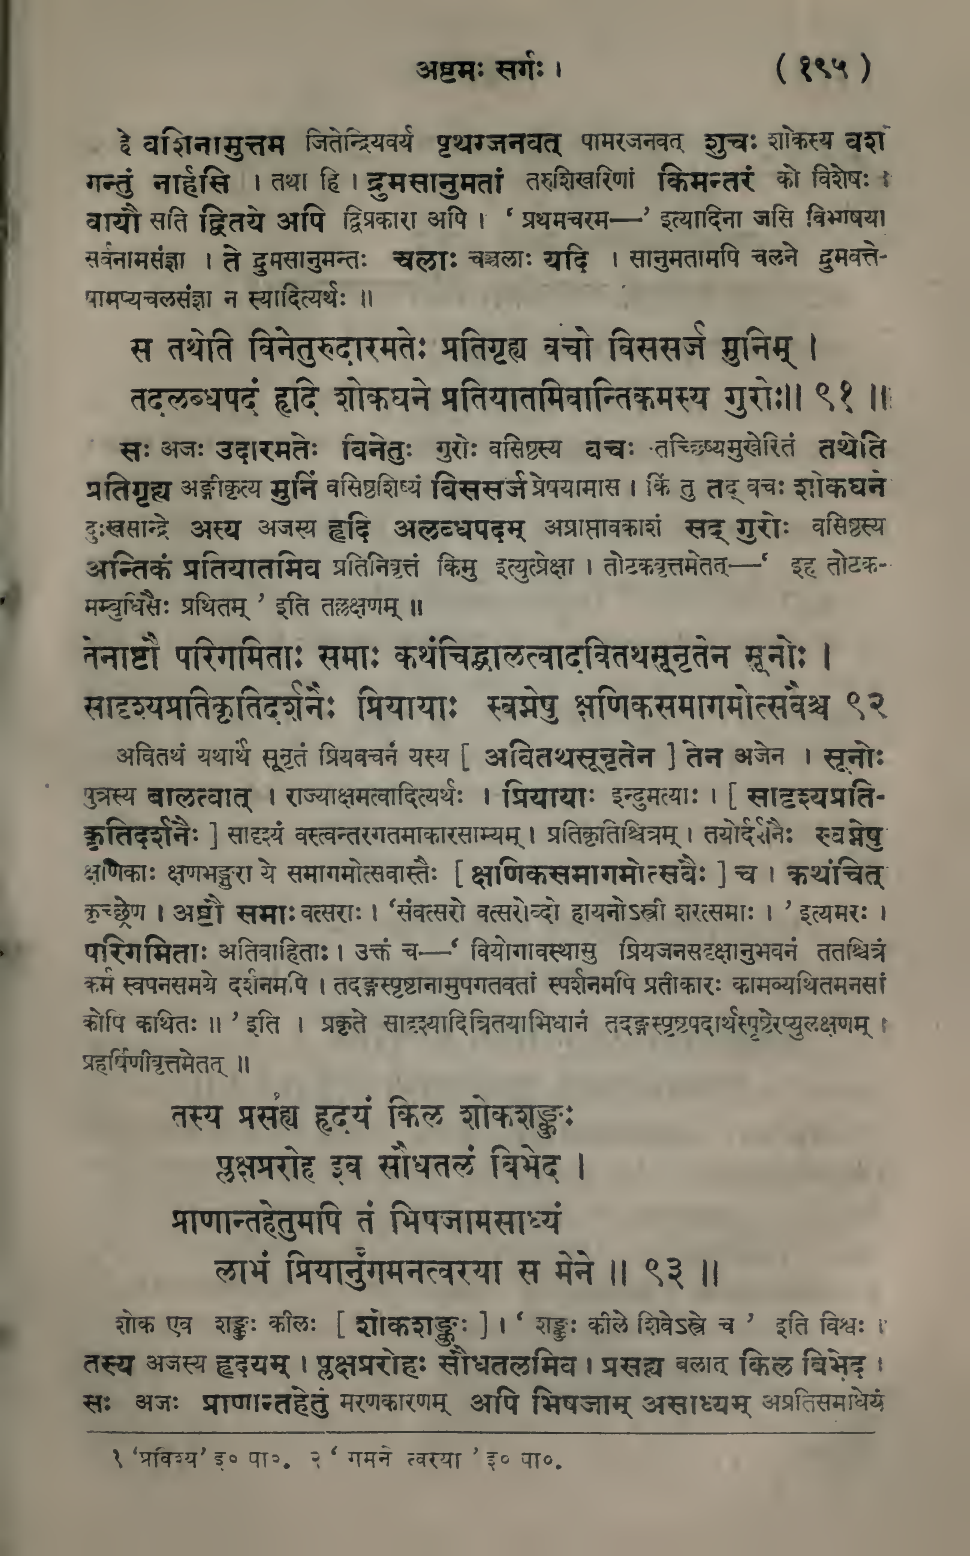 अष्टमः सर्गः । ( १९५ )
हे वशिनामुत्तम जितेन्द्रियवर्य पृथग्जनवत् पामरजनवत् शुचः शोकस्य वशं
गन्तुं नार्हसि । तथा हि । द्रुमसानुमतां तरुशिखरिणां किमन्तरं को विशेषः ।
वायौ सति द्वितये अपि द्विप्रकारा अपि । ‘ प्रथमचरम—’ इत्यादिना जसि विभाषया
सर्वनामसंज्ञा । ते द्रुमसानुमन्तः चलाः चञ्चलाः यदि । सानुमतामपि चलने द्रुमवत्ते-
षामप्यचलसंज्ञा न स्यादित्यर्थः ॥
स तथेति विनेतुरुदारमतेः प्रतिगृह्य वचो विससर्ज मुनिम् ।
तदलब्धपदं हृदि शोकघने प्रतियातमिवान्तिकमस्य गुरोः॥ ९१ ॥
सः अजः उदारमतेः विनेतुः गुरोः वसिष्ठस्य वचः तच्छिष्यमुखेरितं तथेति
प्रतिगृह्य अङ्गीकृत्य मुनिं वसिष्ठशिष्यं विससर्ज प्रेषयामास । किं तु तद् वचः शोकघने
दुःखसान्द्रे अस्य अजस्य हृदि अलब्धपदम् अप्राप्तावकाशं सद् गुरोः वसिष्ठस्य
अन्तिकं प्रतियातमिव प्रतिनिवृत्तं किमु इत्युत्प्रेक्षा । तोटकवृत्तमेतत्—‘ इह तोटक-
मम्बुधिसैः प्रथितम् ’ इति तल्लक्षणम् ॥
तेनाष्टौ परिगमिताः समाः कथंचिद्बालत्वादवितथसूनृतेन सूनोः ।
सादृश्यप्रतिकृतिदर्शनैः प्रियायाः स्वप्नेषु क्षणिकसमागमोत्सवैश्च ९२
अवितथं यथार्थं सूनृतं प्रियवचनं यस्य [ अवितथसूनृतेन ] तेन अजेन । सूनोः
पुत्रस्य बालत्वात् । राज्याक्षमत्वादित्यर्थः । प्रियायाः इन्दुमत्याः । [ सादृश्यप्रति-
कृतिदर्शनैः ] सादृश्यं वस्त्वन्तरगतमाकारसाम्यम् । प्रतिकृतिश्चित्रम् । तयोर्दर्शनैः स्वप्नेषु
क्षणिकाः क्षणभङ्गुरा ये समागमोत्सवास्तैः [ क्षणिकसमागमोत्सवैः ] च । कथंचित्
कृच्छ्रेण । अष्टौ समाः वत्सराः । ‘संवत्सरो वत्सरोब्दो हायनोऽस्त्री शरत्समाः । ’ इत्यमरः ।
परिगमिताः अतिवाहिताः । उक्तं च—‘ वियोगावस्थासु प्रियजनसदृक्षानुभवनं ततश्चित्रं
कर्म स्वपनसमये दर्शनमपि । तदङ्गस्पृष्टानामुपगतवतां स्पर्शनमपि प्रतीकारः कामव्यथितमनसां
कोपि कथितः ॥ ’ इति । प्रकृते सादृश्यादित्रितयाभिधानं तदङ्गस्पृष्टपदार्थस्पृष्टेरप्युलक्षणम् ।
प्रहर्षिणीवृत्तमेतत् ॥
तस्य प्रसह्य हृदयं किल शोकशङ्कुः
प्लक्षप्ररोह इव सौधतलं बिभेद ।
प्राणान्तहेतुमपि तं भिषजामसाध्यं
लाभं प्रियानुगमनत्वरया स मेने ॥ ९३ ॥
शोक एव शङ्कुः कीलः [ शोकशङ्कुः ] । ‘ शङ्कुः कीले शिवेऽस्त्रे च ’ इति विश्वः ।
तस्य अजस्य हृदयम् । प्लक्षप्ररोहः सौधतलमिव । प्रसह्य बलात् किल बिभेद ।
सः अजः प्राणान्तहेतुं मरणकारणम् अपि भिषजाम् असाध्यम् अप्रतिसमाधेयं
१ ‘प्रविश्य’ इ० पा०. २ ‘ गमने त्वरया ’ इ० पा०.